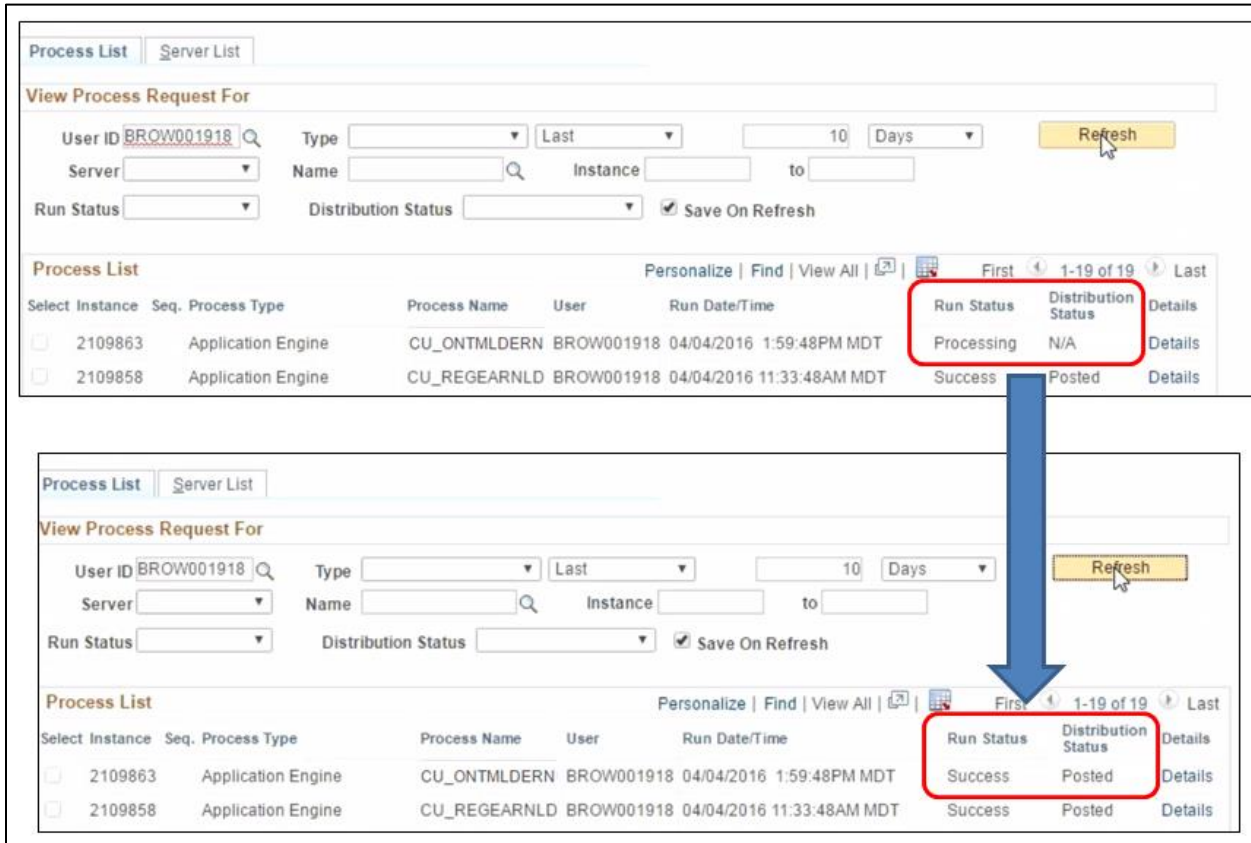 Process List Server List
View Process Request For
User ID BROW001918 Type Last 10 Days Refresh
Server Name Instance to
Run Status Distribution Status Save On Refresh
Process List Personalize | Find | View All | | First 1-19 of 19 Last
Select Instance Seq. Process Type Process Name User Run Date/Time Run Status Distribution Status Details
2109863 Application Engine CU_ONTMLDERN BROW001918 04/04/2016 1:59:48PM MDT Processing N/A Details
2109858 Application Engine CU_REGEARNLD BROW001918 04/04/2016 11:33:48AM MDT Success Posted Details
Process List Server List
View Process Request For
User ID BROW001918 Type Last 10 Days Refresh
Server Name Instance to
Run Status Distribution Status Save On Refresh
Process List Personalize | Find | View All | | First 1-19 of 19 Last
Select Instance Seq. Process Type Process Name User Run Date/Time Run Status Distribution Status Details
2109863 Application Engine CU_ONTMLDERN BROW001918 04/04/2016 1:59:48PM MDT Success Posted Details
2109858 Application Engine CU_REGEARNLD BROW001918 04/04/2016 11:33:48AM MDT Success Posted Details